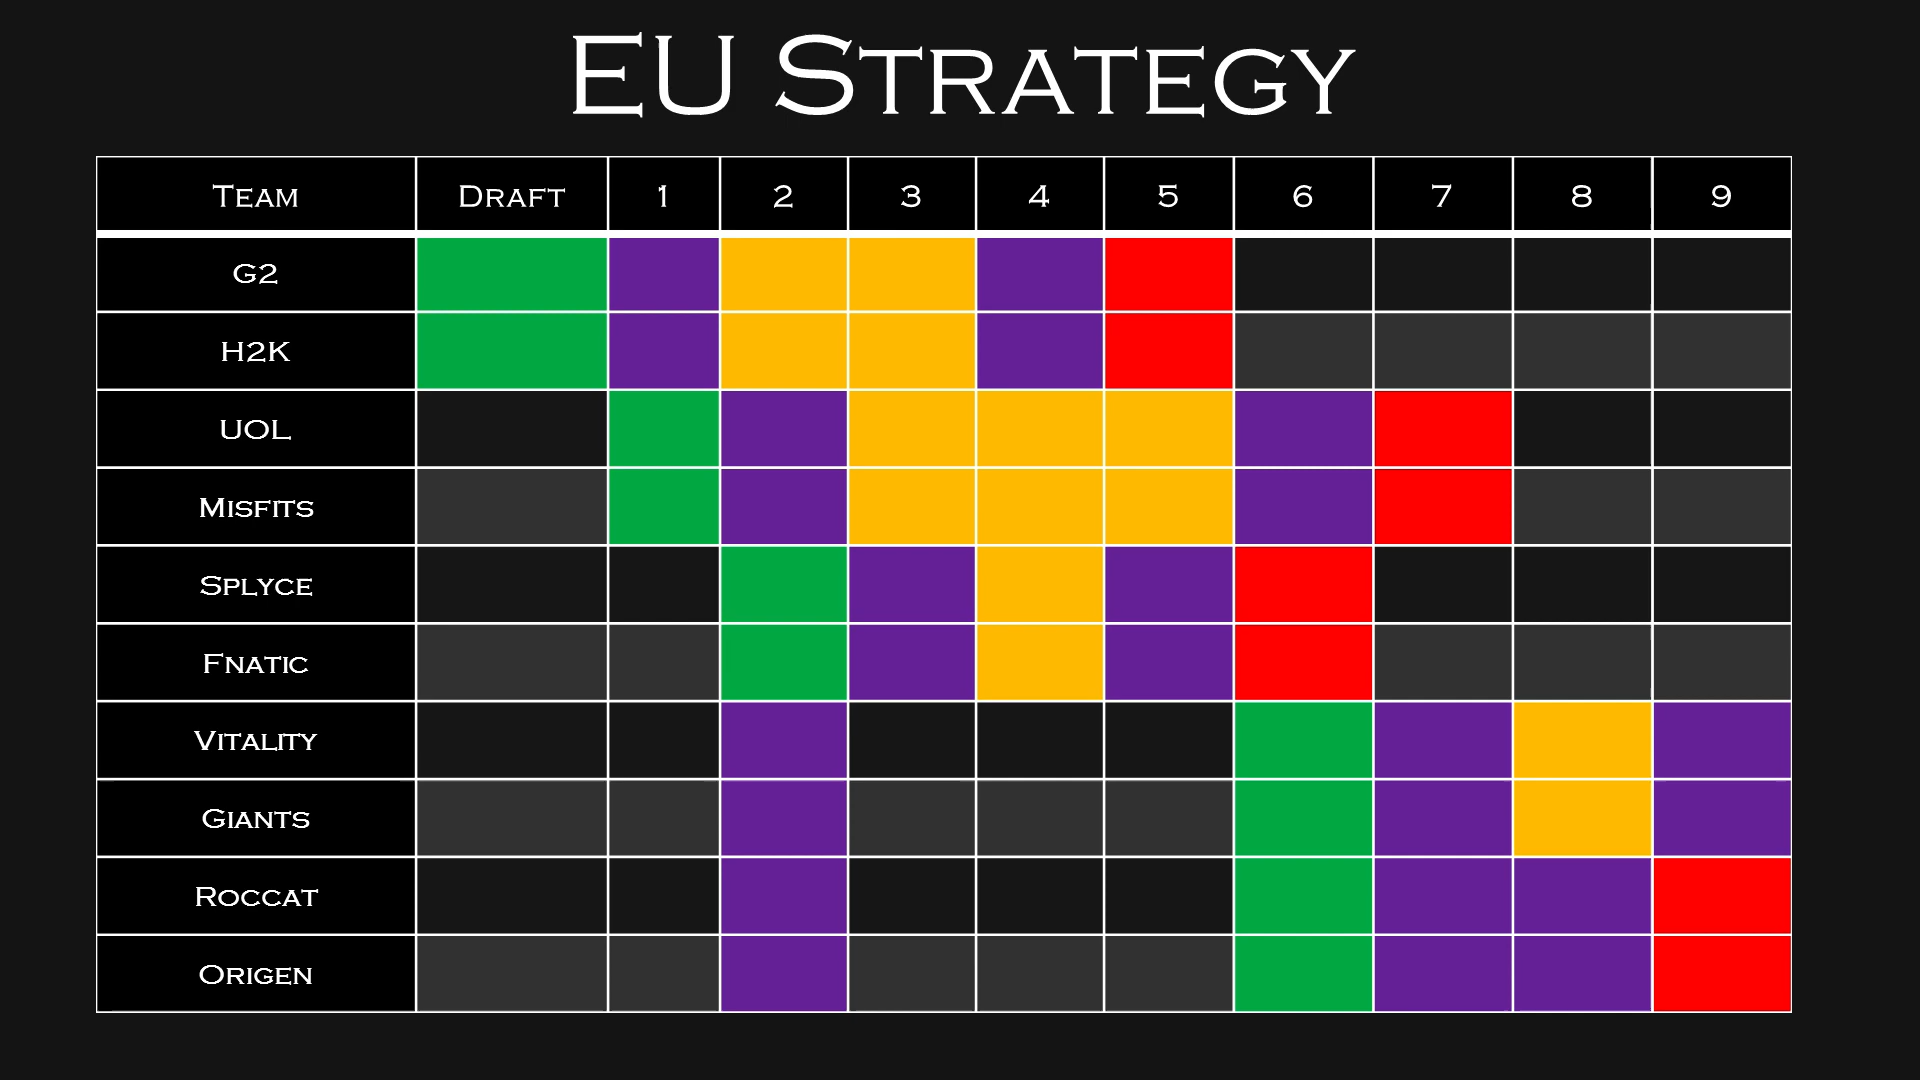 EU Strategy
Team Draft 1 2 3 4 5 6 7 8 9
G2
H2K
UOL
Misfits
Splyce
Fnatic
Vitality
Giants
Roccat
Origen